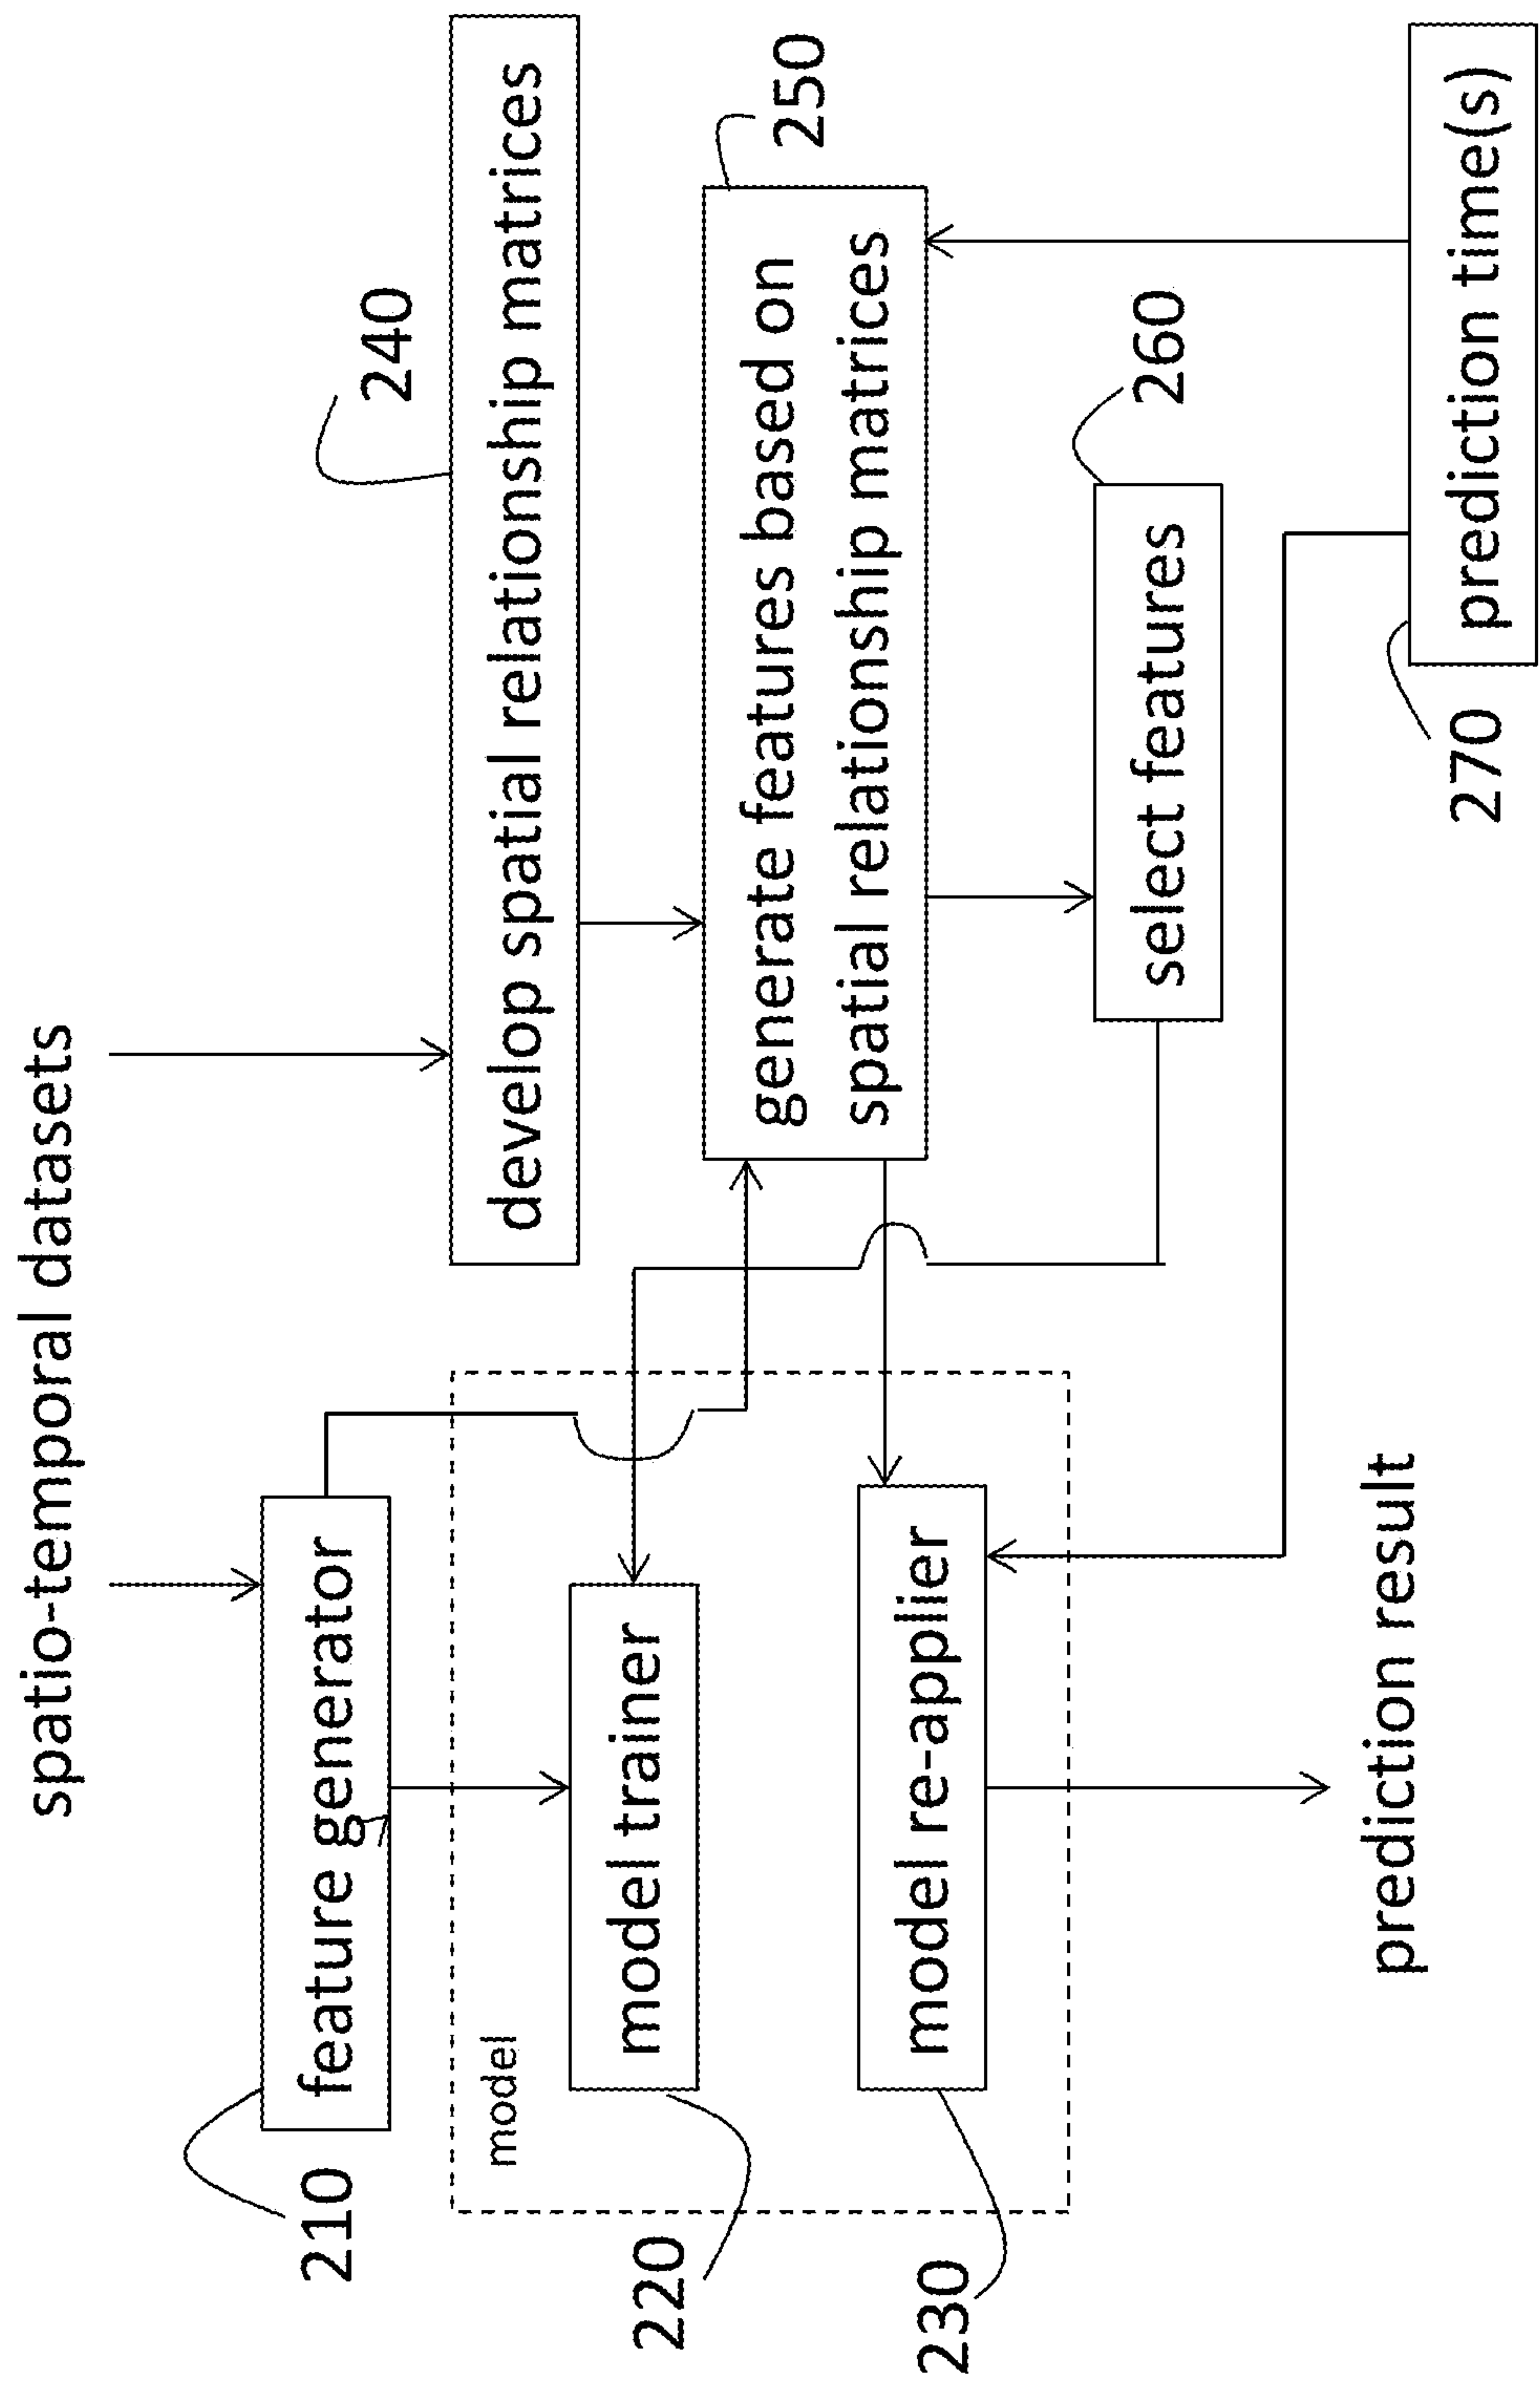 spatio-temporal datasets
210
feature generator
240
develop spatial relationship matrices
model
220
model trainer
250
generate features based on
spatial relationship matrices
230
model re-applier
260
select features
prediction result
270
prediction time(s)